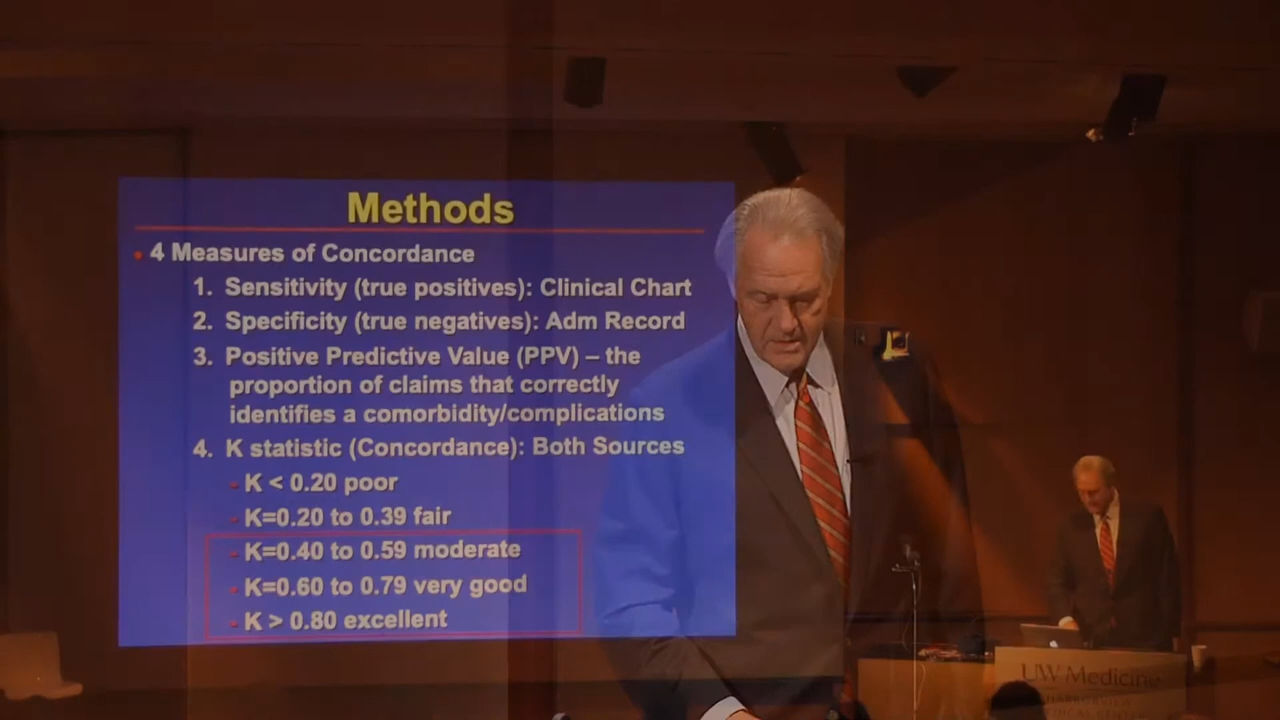 Methods
4 Measures of Concordance
1. Sensitivity (true positives): Clinical Chart
2. Specificity (true negatives): Adm Record
3. Positive Predictive Value (PPV) – the
proportion of claims that correctly
identifies a comorbidity/complications
4. K statistic (Concordance): Both Sources
K < 0.20 poor
K=0.20 to 0.39 fair
K=0.40 to 0.59 moderate
K=0.60 to 0.79 very good
K > 0.80 excellent
UW Medicine